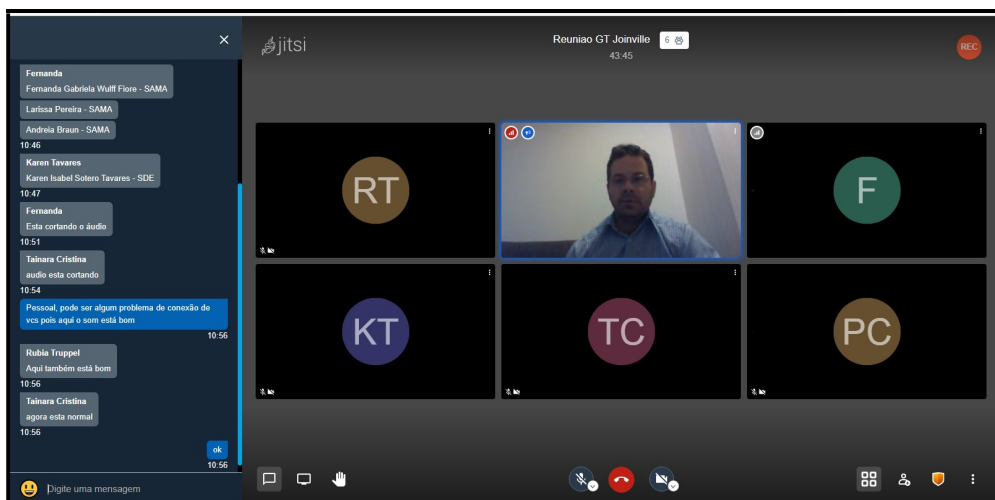 jitsi
Reuniao GT Joinville 6
43:45
REC
Fernanda
Fernanda Gabriela Wulff Fiore - SAMA
Larissa Pereira - SAMA
Andreia Braun - SAMA
10:46
Karen Tavares
Karen Isabel Sotero Tavares - SDE
10:47
Fernanda
Esta cortando o áudio
10:51
Tainara Cristina
audio esta cortando
10:54
Pessoal, pode ser algum problema de conexão de
vcs pois aqui o som está bom
10:56
Rubia Truppel
Aqui também está bom
10:56
Tainara Cristina
agora esta normal
10:56
ok
10:56
Digite uma mensagem
RT
F
KT
TC
PC